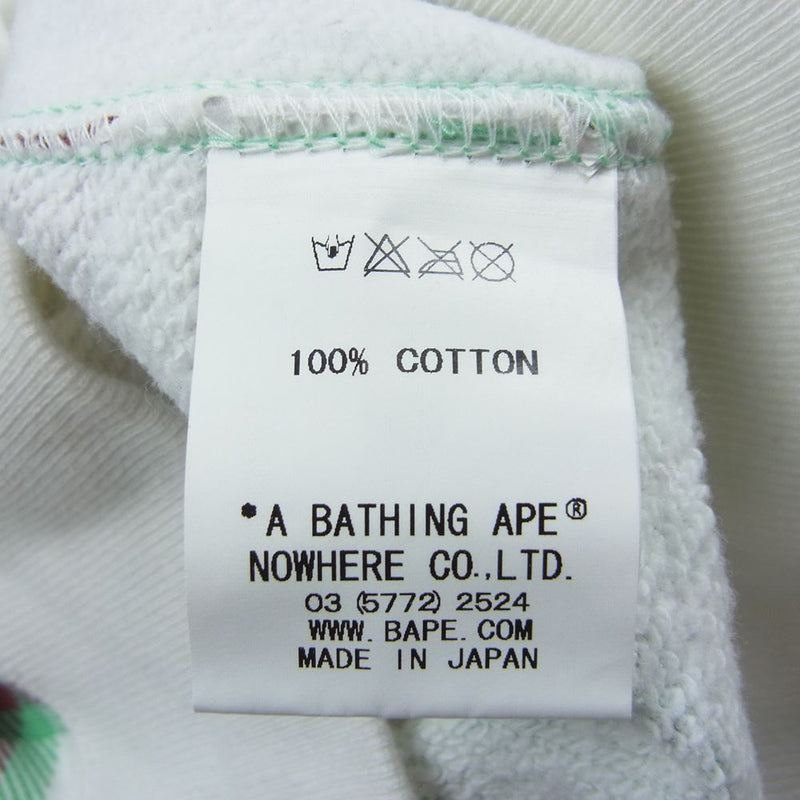 100% COTTON
*A BATHING APE®
NOWHERE CO.,LTD.
03 (5772) 2524
WWW. BAPE. COM
MADE IN JAPAN